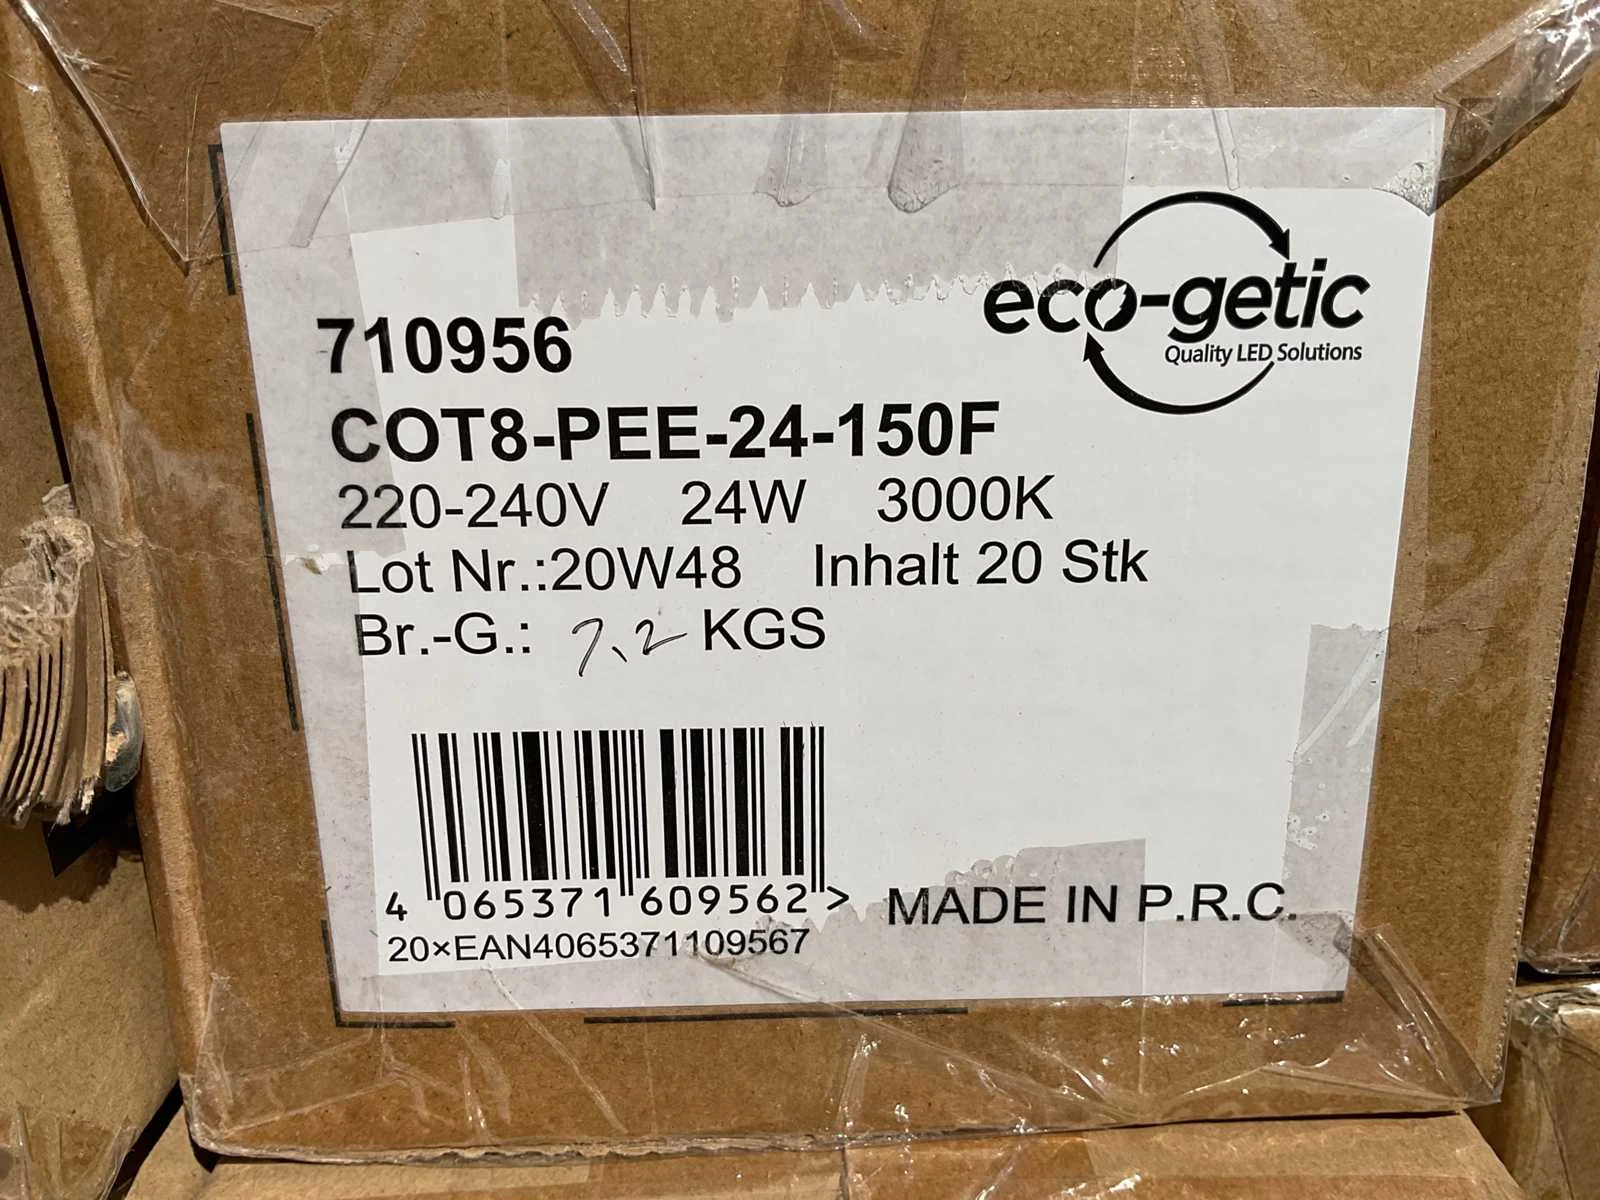 eco-getic
Quality LED Solutions
710956
COT8-PEE-24-150F
220-240V 24W 3000K
Lot Nr.:20W48 Inhalt 20 Stk
Br.-G.: 7.2 KGS
4 065371 609562 >
20×EAN4065371109567
MADE IN P.R.C.